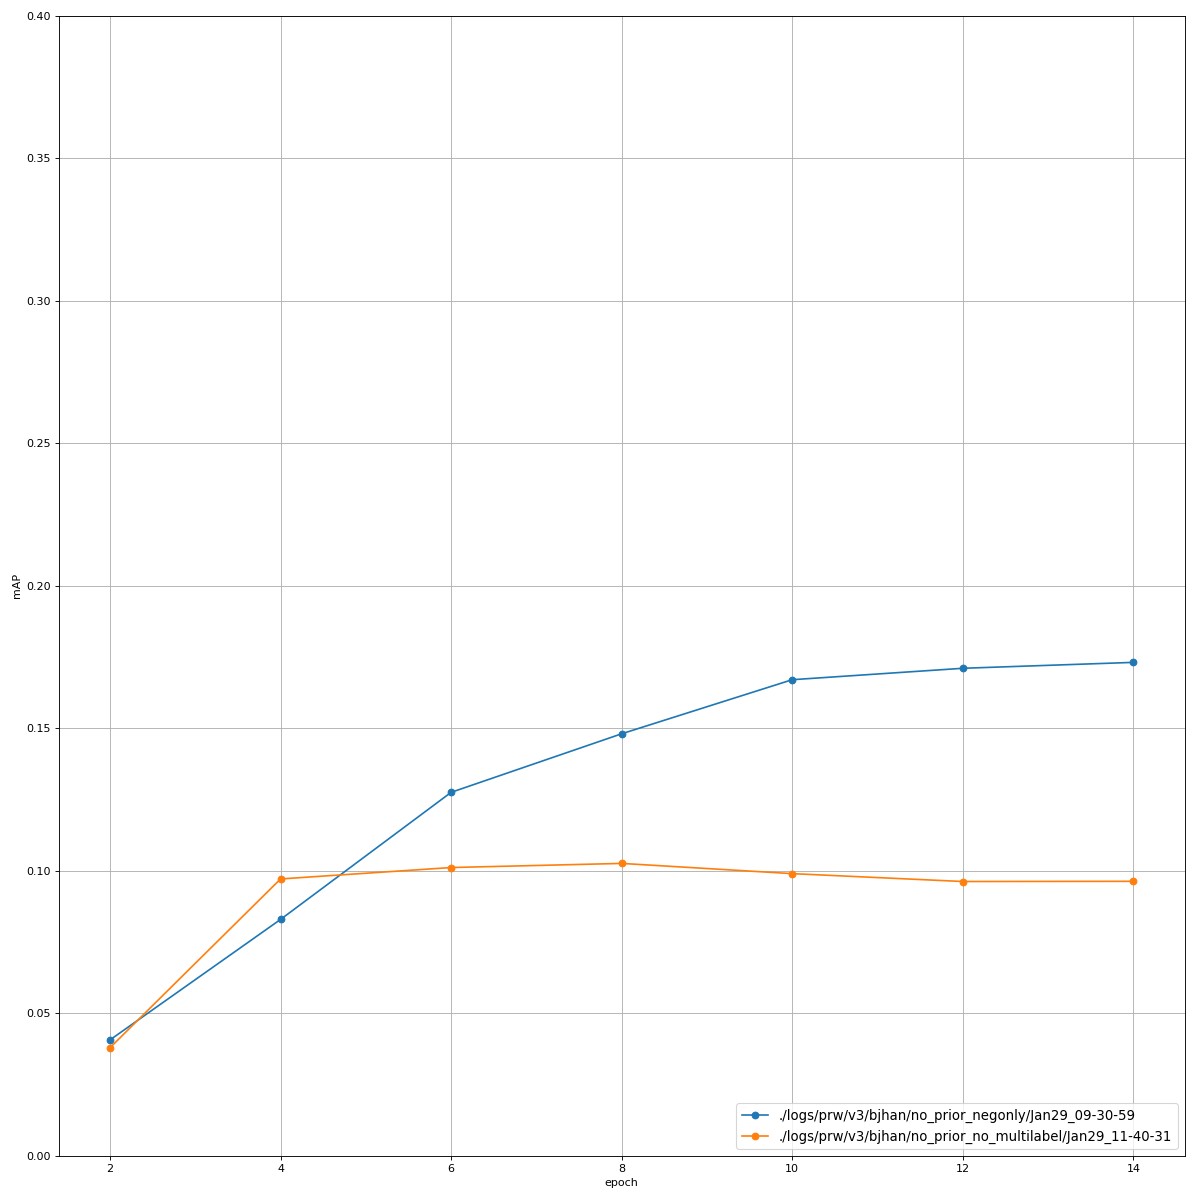 0.40
0.35
0.30
0.25
0.20
0.15
0.10
0.05
0.00
mAP
2 4 6 8 10 12 14
epoch
./logs/prw/v3/bjhan/no_prior_negonly/Jan29_09-30-59
./logs/prw/v3/bjhan/no_prior_no_multilabel/Jan29_11-40-31